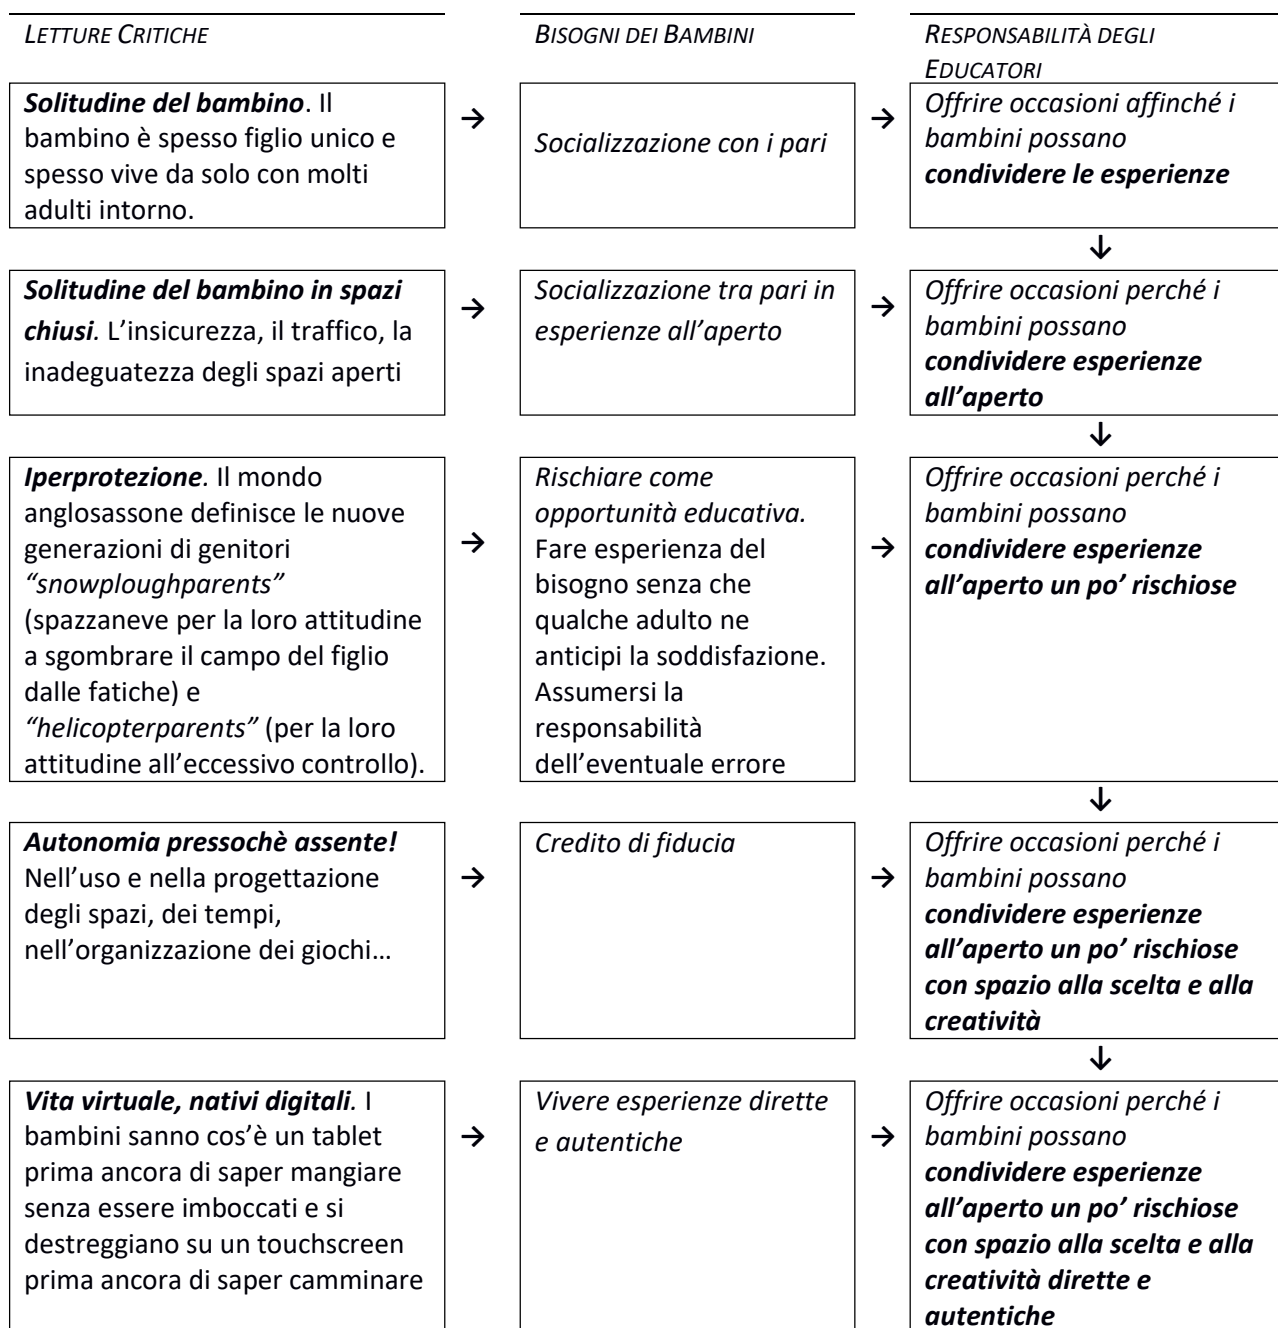 LETTURE CRITICHE
BISOGNI DEI BAMBINI
RESPONSABILITÀ DEGLI
EDUCATORI
Solitudine del bambino. Il
bambino è spesso figlio unico e
spesso vive da solo con molti
adulti intorno.
→
Socializzazione con i pari
→
Offrire occasioni affinché i
bambini possano
condividere le esperienze
↓
Solitudine del bambino in spazi
chiusi. L'insicurezza, il traffico, la
inadeguatezza degli spazi aperti
→
Socializzazione tra pari in
esperienze all'aperto
→
Offrire occasioni perché i
bambini possano
condividere esperienze
all'aperto
↓
Iperprotezione. Il mondo
anglosassone definisce le nuove
generazioni di genitori
“snowploughparents”
(spazzaneve per la loro attitudine
a sgombrare il campo del figlio
dalle fatiche) e
“helicopterparents” (per la loro
attitudine all'eccessivo controllo).
→
Rischiare come
opportunità educativa.
Fare esperienza del
bisogno senza che
qualche adulto ne
anticipi la soddisfazione.
Assumersi la
responsabilità
dell'eventuale errore
→
Offrire occasioni perché i
bambini possano
condividere esperienze
all'aperto un po' rischiose
↓
Autonomia pressochè assente!
Nell'uso e nella progettazione
degli spazi, dei tempi,
nell'organizzazione dei giochi…
→
Credito di fiducia
→
Offrire occasioni perché i
bambini possano
condividere esperienze
all'aperto un po' rischiose
con spazio alla scelta e alla
creatività
↓
Vita virtuale, nativi digitali. I
bambini sanno cos'è un tablet
prima ancora di saper mangiare
senza essere imboccati e si
destreggiano su un touchscreen
prima ancora di saper camminare
→
Vivere esperienze dirette
e autentiche
→
Offrire occasioni perché i
bambini possano
condividere esperienze
all'aperto un po' rischiose
con spazio alla scelta e alla
creatività dirette e
autentiche